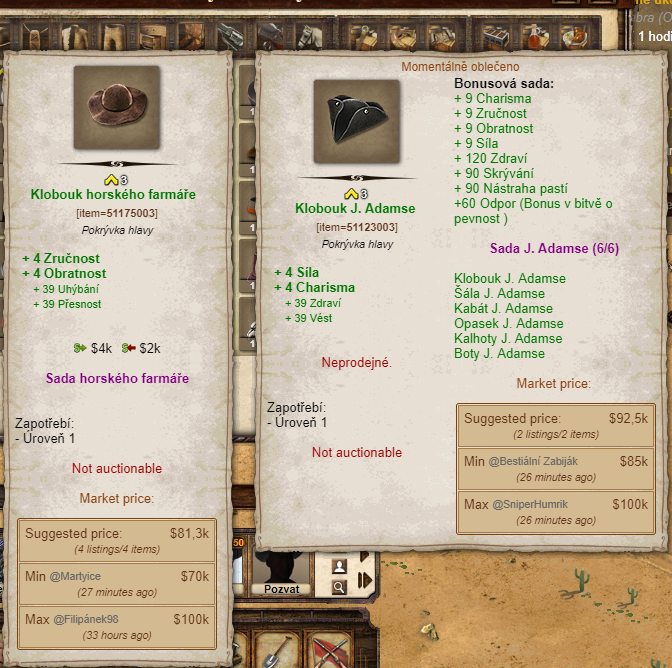 1 hodi
3
Klobouk horského farmáře
[item=51175003]
Pokrývka hlavy
+ 4 Zručnost
+ 4 Obratnost
+ 39 Uhýbání
+ 39 Přesnost
$4k $2k
Sada horského farmáře
Zapotřebí:
- Úroveň 1
Not auctionable
Market price:
Suggested price: $81,3k
(4 listings/4 items)
Min @Martyice $70k
(27 minutes ago)
Max @Filipánek98 $100k
(33 hours ago)
Momentálně oblečeno
3
Klobouk J. Adamse
[item=51123003]
Pokrývka hlavy
+ 4 Síla
+ 4 Charisma
+ 39 Zdraví
+ 39 Vést
Neprodejné.
Zapotřebí:
- Úroveň 1
Not auctionable
Bonusová sada:
+ 9 Charisma
+ 9 Zručnost
+ 9 Obratnost
+ 9 Síla
+ 120 Zdraví
+ 90 Skrývání
+ 90 Nástraha pastí
+60 Odpor (Bonus v bitvě o
pevnost )
Sada J. Adamse (6/6)
Klobouk J. Adamse
Šála J. Adamse
Kabát J. Adamse
Opasek J. Adamse
Kalhoty J. Adamse
Boty J. Adamse
Market price:
Suggested price: $92,5k
(2 listings/2 items)
Min @Bestiální Zabiják $85k
(26 minutes ago)
Max @SniperHumrik $100k
(26 minutes ago)
50
Pozvat